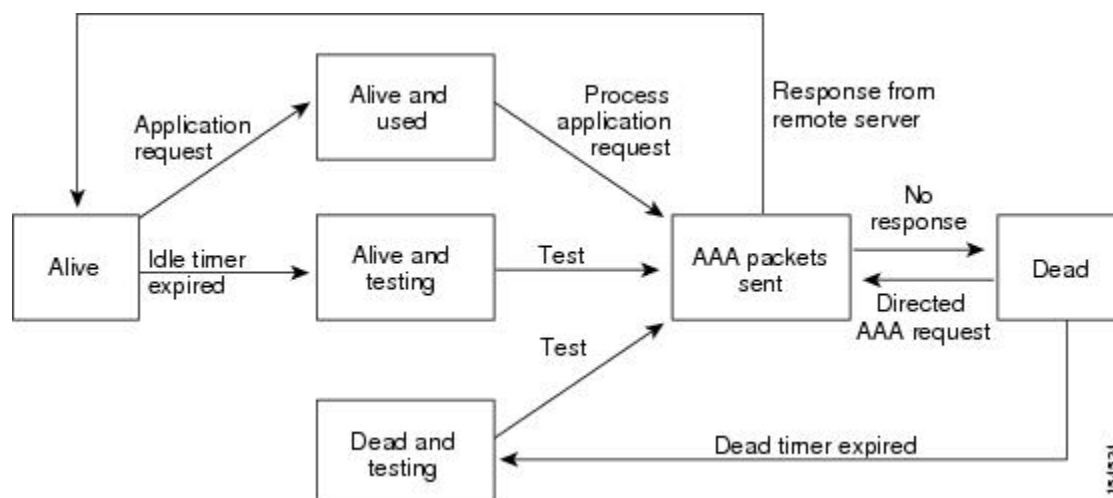 Alive and
used
Application
request
Process
application
request
Response from
remote server
Alive
Idle timer
expired
Alive and
testing
Test
AAA packets
sent
No
response
Directed
AAA request
Dead
Test
Dead and
testing
Dead timer expired